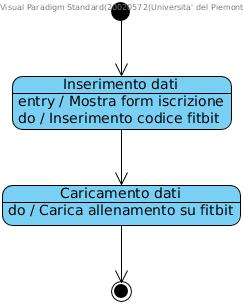 Visual Paradigm Standard(20020572(Universita' del Piemont
Inserimento dati
entry / Mostra form iscrizione
do / Inserimento codice fitbit
Caricamento dati
do / Carica allenamento su fitbit